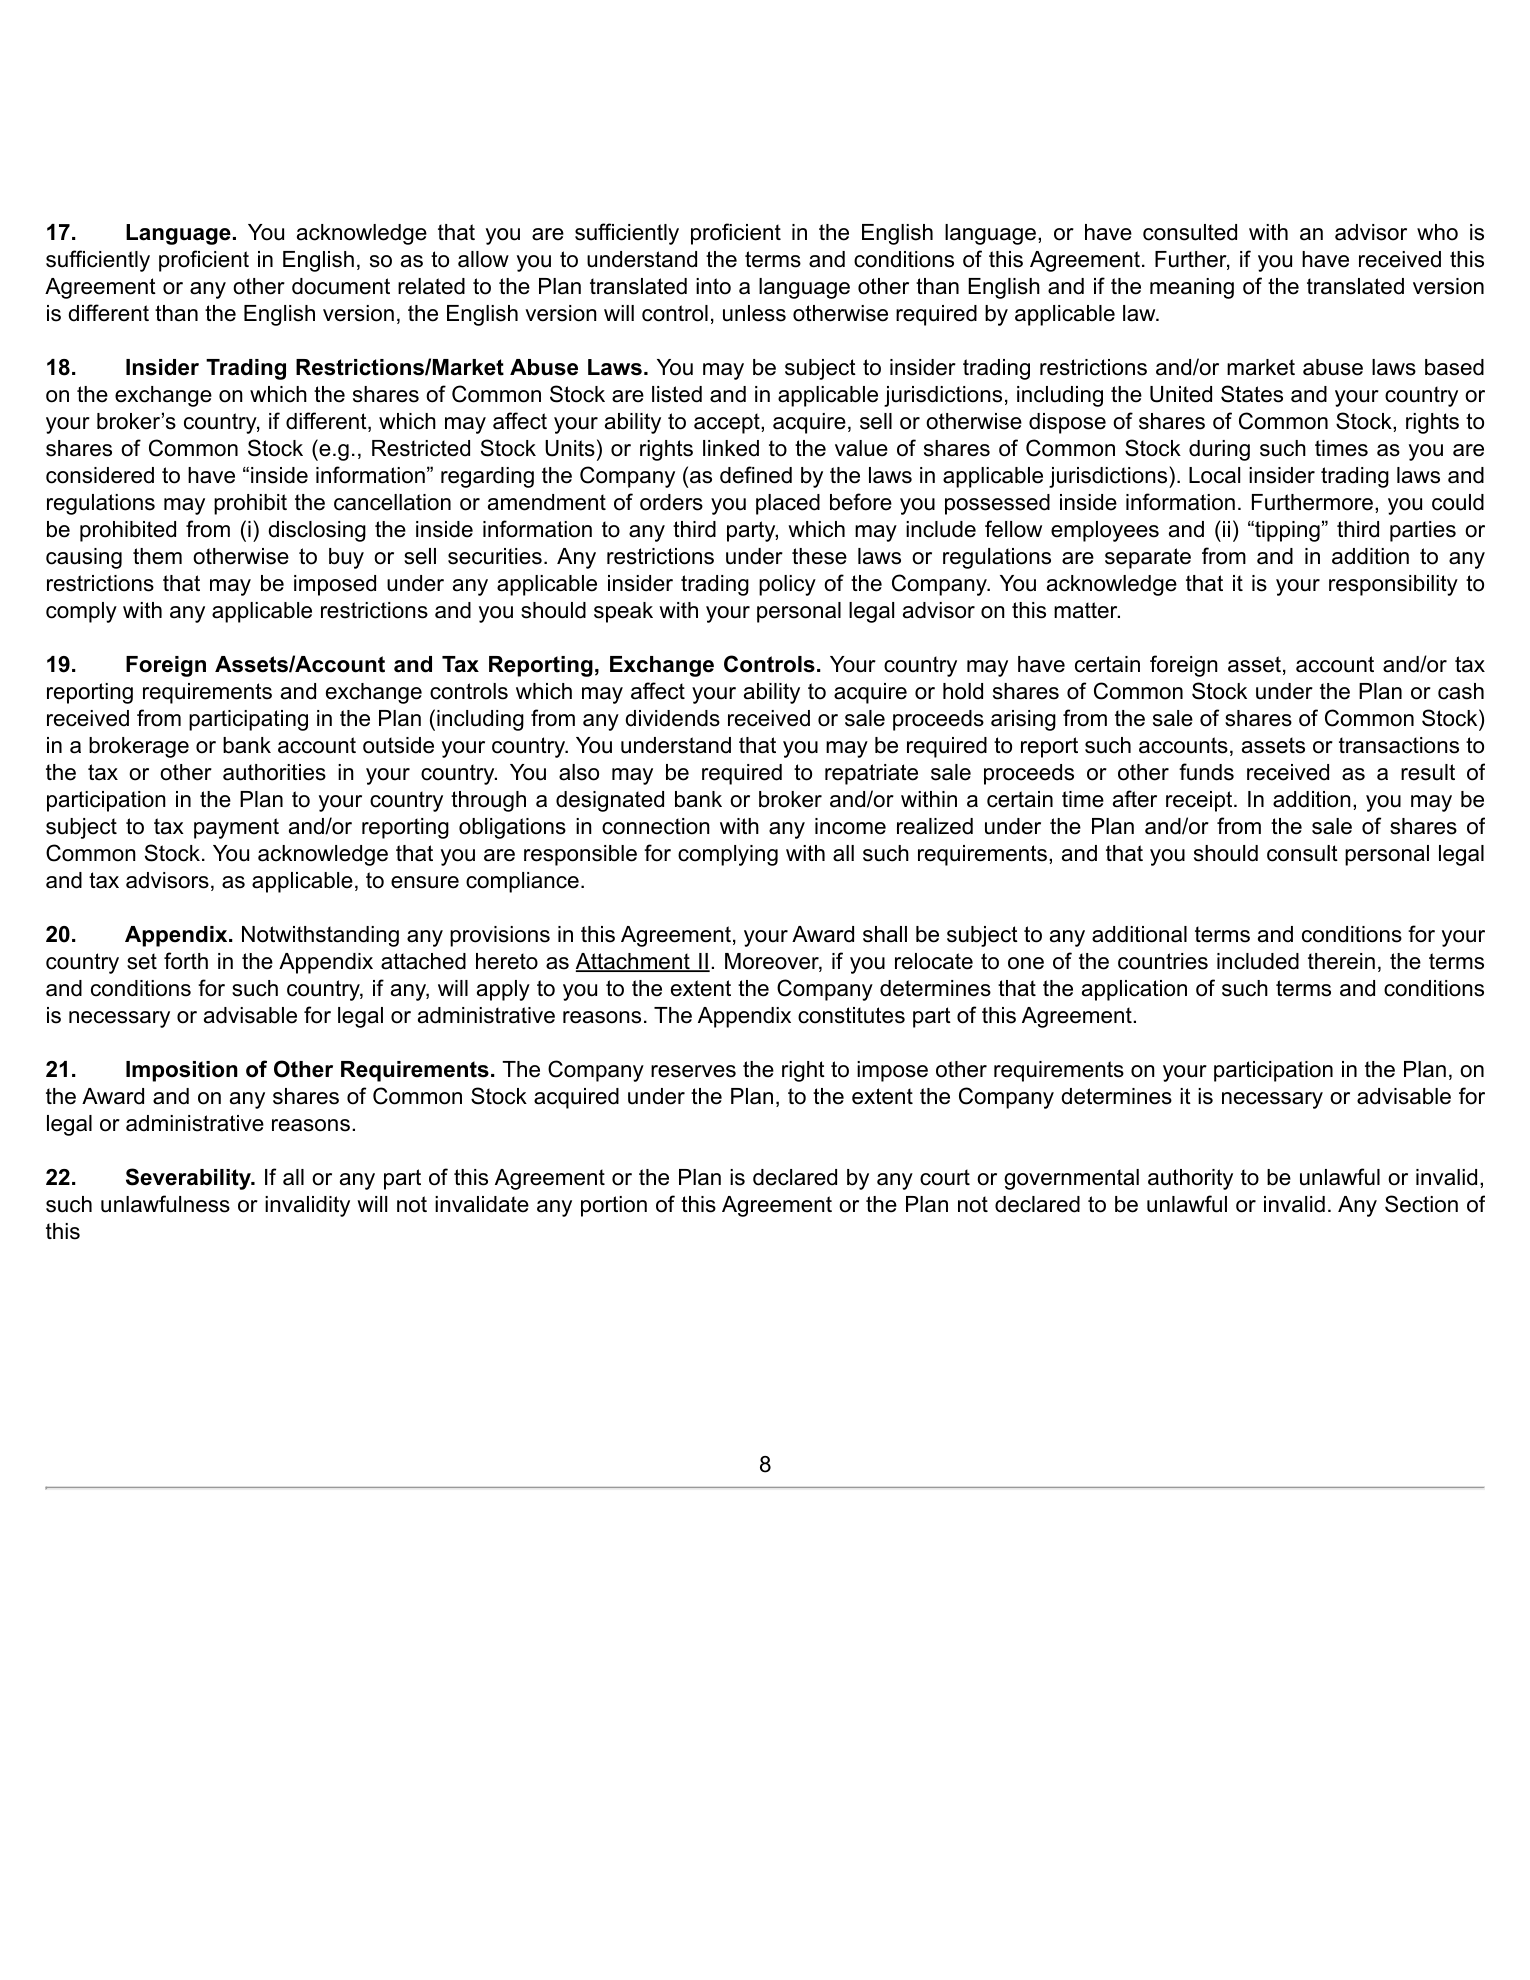 17. Language. You acknowledge that you are sufficiently proficient in the English language, or have consulted with an advisor who is
sufficiently proficient in English, so as to allow you to understand the terms and conditions of this Agreement. Further, if you have received this
Agreement or any other document related to the Plan translated into a language other than English and if the meaning of the translated version
is different than the English version, the English version will control, unless otherwise required by applicable law.
18. Insider Trading Restrictions/Market Abuse Laws. You may be subject to insider trading restrictions and/or market abuse laws based
on the exchange on which the shares of Common Stock are listed and in applicable jurisdictions, including the United States and your country or
your broker’s country, if different, which may affect your ability to accept, acquire, sell or otherwise dispose of shares of Common Stock, rights to
shares of Common Stock (e.g., Restricted Stock Units) or rights linked to the value of shares of Common Stock during such times as you are
considered to have “inside information” regarding the Company (as defined by the laws in applicable jurisdictions). Local insider trading laws and
regulations may prohibit the cancellation or amendment of orders you placed before you possessed inside information. Furthermore, you could
be prohibited from (i) disclosing the inside information to any third party, which may include fellow employees and (ii) “tipping” third parties or
causing them otherwise to buy or sell securities. Any restrictions under these laws or regulations are separate from and in addition to any
restrictions that may be imposed under any applicable insider trading policy of the Company. You acknowledge that it is your responsibility to
comply with any applicable restrictions and you should speak with your personal legal advisor on this matter.
19. Foreign Assets/Account and Tax Reporting, Exchange Controls. Your country may have certain foreign asset, account and/or tax
reporting requirements and exchange controls which may affect your ability to acquire or hold shares of Common Stock under the Plan or cash
received from participating in the Plan (including from any dividends received or sale proceeds arising from the sale of shares of Common Stock)
in a brokerage or bank account outside your country. You understand that you may be required to report such accounts, assets or transactions to
the tax or other authorities in your country. You also may be required to repatriate sale proceeds or other funds received as a result of
participation in the Plan to your country through a designated bank or broker and/or within a certain time after receipt. In addition, you may be
subject to tax payment and/or reporting obligations in connection with any income realized under the Plan and/or from the sale of shares of
Common Stock. You acknowledge that you are responsible for complying with all such requirements, and that you should consult personal legal
and tax advisors, as applicable, to ensure compliance.
20. Appendix. Notwithstanding any provisions in this Agreement, your Award shall be subject to any additional terms and conditions for your
country set forth in the Appendix attached hereto as Attachment II. Moreover, if you relocate to one of the countries included therein, the terms
and conditions for such country, if any, will apply to you to the extent the Company determines that the application of such terms and conditions
is necessary or advisable for legal or administrative reasons. The Appendix constitutes part of this Agreement.
21. Imposition of Other Requirements. The Company reserves the right to impose other requirements on your participation in the Plan, on
the Award and on any shares of Common Stock acquired under the Plan, to the extent the Company determines it is necessary or advisable for
legal or administrative reasons.
22. Severability. If all or any part of this Agreement or the Plan is declared by any court or governmental authority to be unlawful or invalid,
such unlawfulness or invalidity will not invalidate any portion of this Agreement or the Plan not declared to be unlawful or invalid. Any Section of
this
8